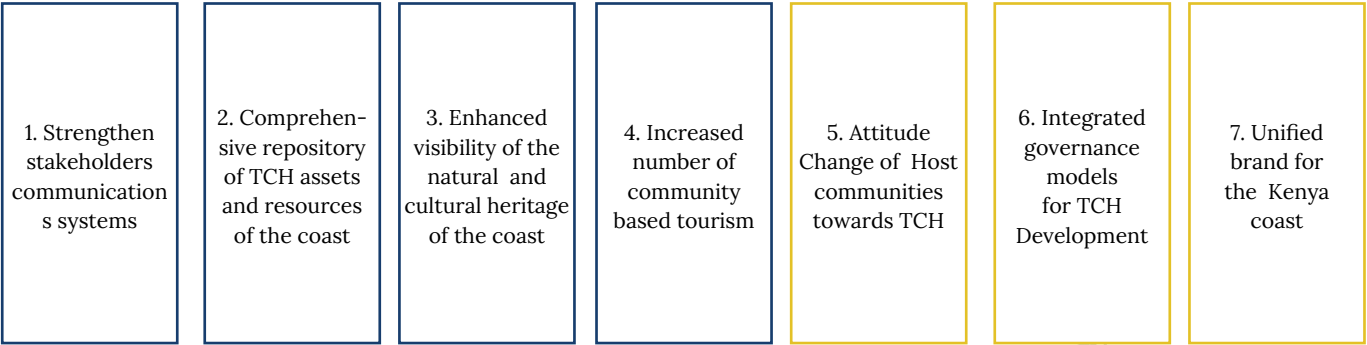 1. Strengthen
stakeholders
communication
s systems
2. Comprehen-
sive repository
of TCH assets
and resources
of the coast
3. Enhanced
visibility of the
natural  and
cultural heritage
of the coast
4. Increased
number of
community
based tourism
5. Attitude
Change of  Host
communities
towards TCH
6. Integrated
governance
models
for TCH
Development
7. Unified
brand for
the  Kenya
coast